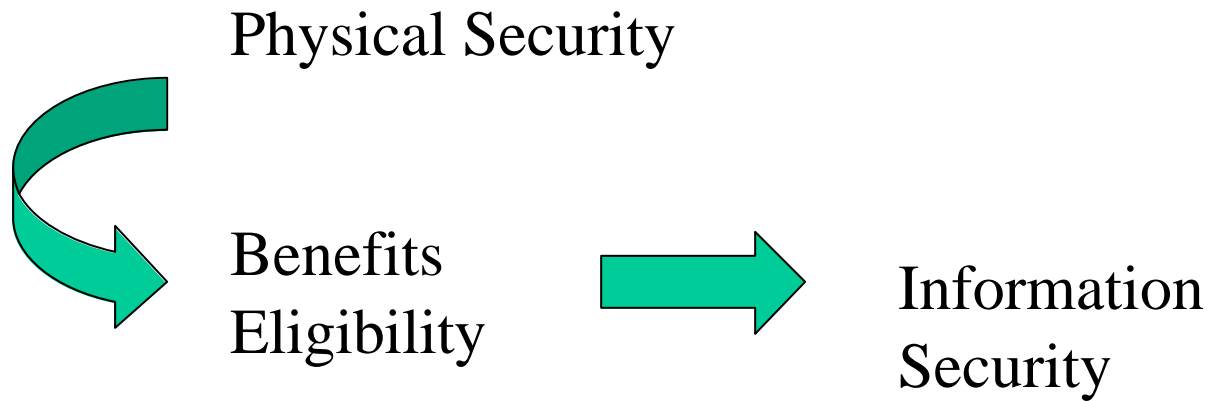 Physical Security
Benefits
Eligibility
Information
Security